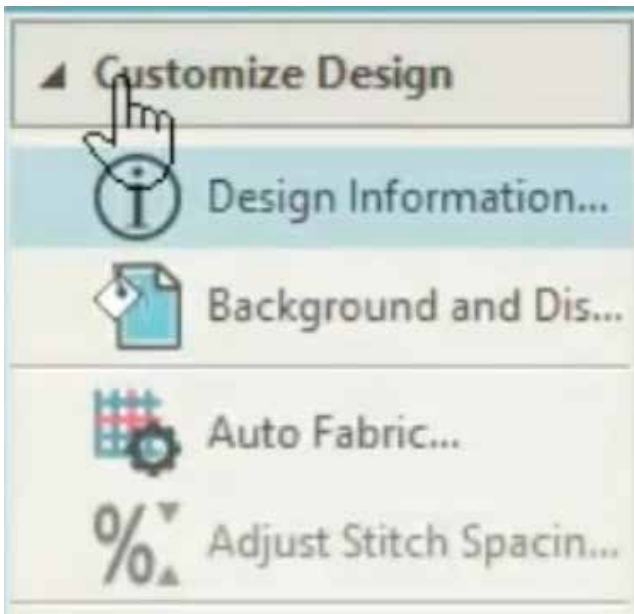 Customize Design
Design Information...
Background and Dis...
Auto Fabric...
Adjust Stitch Spacin...